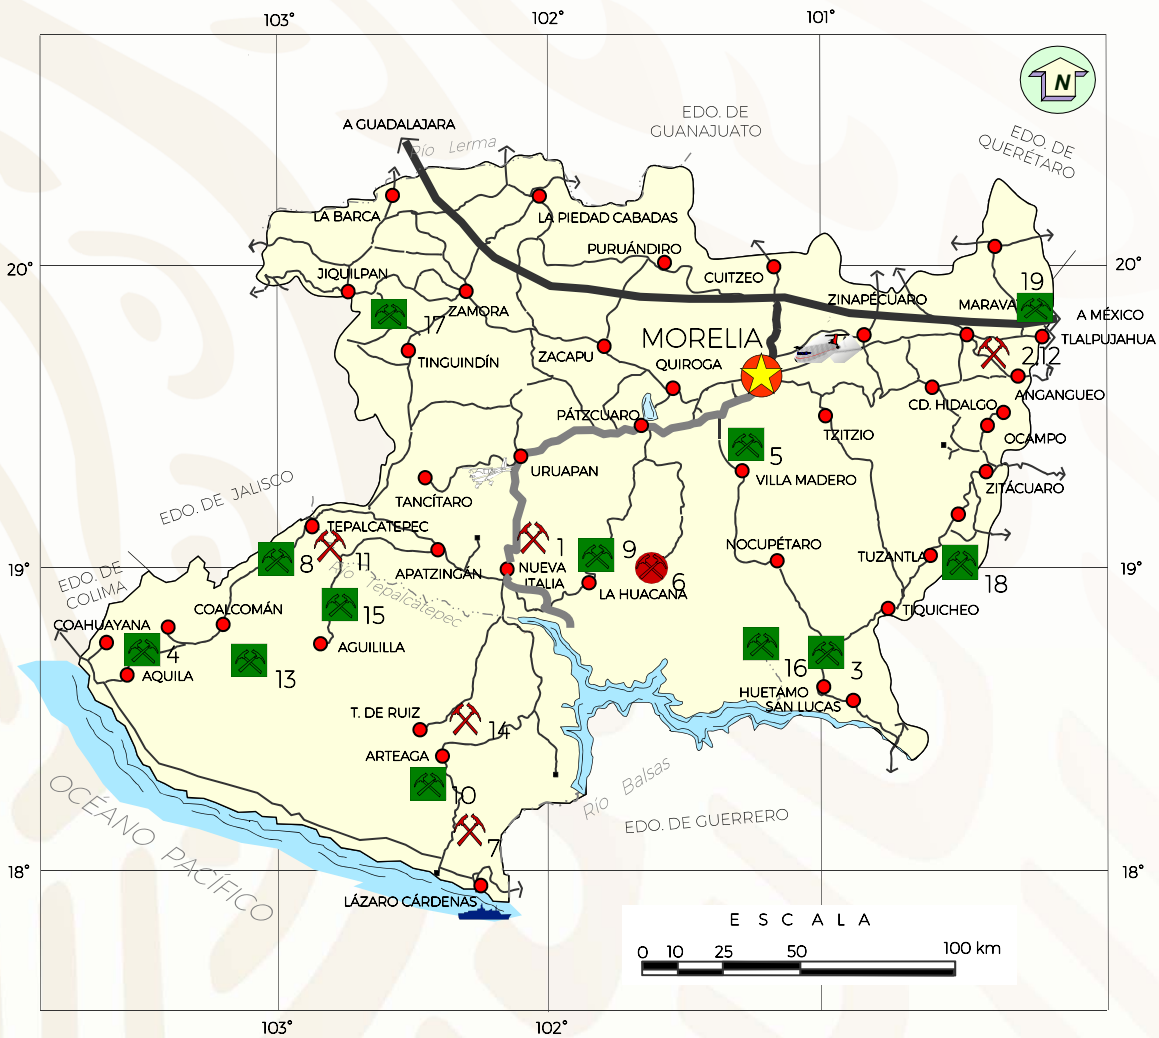 103°
102°
101°
N
EDO. DE
GUANAJUATO
A GUADALAJARA
Río Lerma
EDO. DE
QUERÉTARO
LA BARCA
LA PIEDAD CABADAS
PURUÁNDIRO
20°
20°
JIQUILPAN
CUITZEO
19
ZINAPÉCUARO
MARAVA
ZAMORA
17
A MÉXICO
MORELIA
TLALPUJAHUA
ZACAPU
TINGUINDÍN
QUIROGA
2,12
ANGANGUEO
CD. HIDALGO
PÁTZCUARO
TZITZIO
OCAMPO
5
URUAPAN
VILLA MADERO
ZITÁCUARO
TANCÍTARO
EDO. DE JALISCO
TEPALCATEPEC
NOCUPÉTARO
1
9
TUZANTLA
8
11
19°
19°
APATZINGÁN
NUEVA
ITALIA
6
18
LA HUACANA
EDO. DE
COLIMA
Río Tepalcatepec
COALCOMÁN
15
TIQUICHEO
COAHUAYANA
4
AGUILILLA
16
3
AQUILA
13
HUETAMO
SAN LUCAS
T. DE RUIZ
14
ARTEAGA
10
Río Balsas
EDO. DE GUERRERO
OCÉANO PACÍFICO
7
18°
18°
LÁZARO CÁRDENAS
E S C A L A
0 10 25 50 100 km
103°
102°